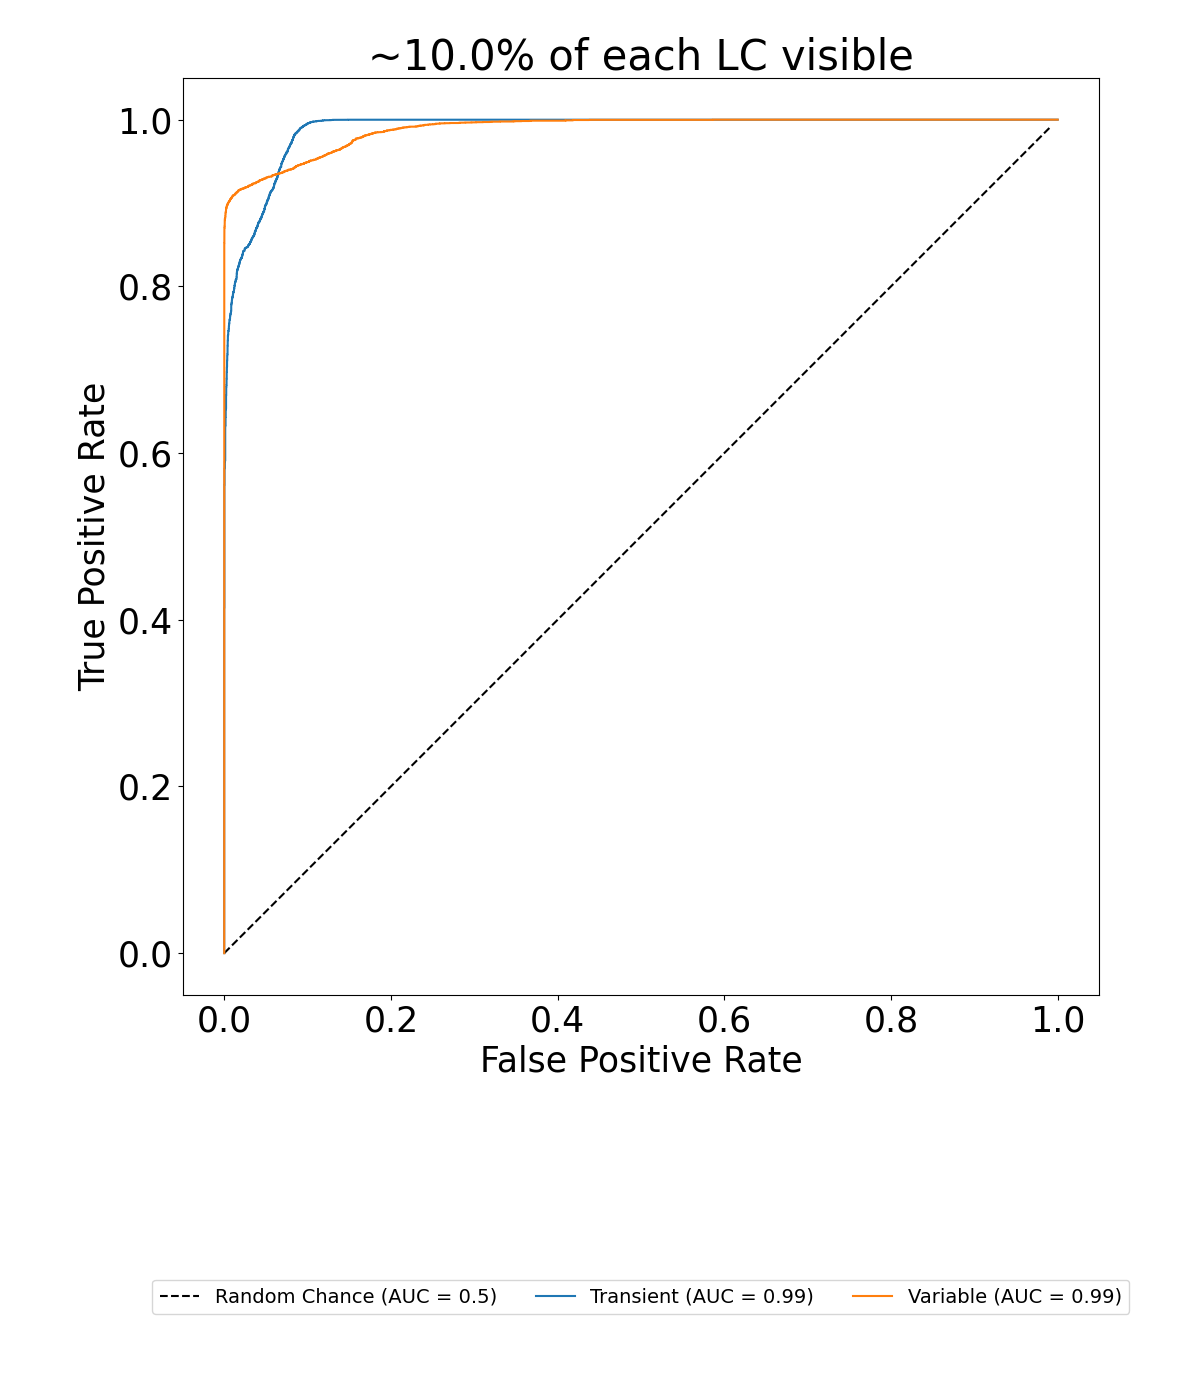 ~10.0% of each LC visible
1.0
0.8
0.6
0.4
0.2
0.0
True Positive Rate
0.0 0.2 0.4 0.6 0.8 1.0
False Positive Rate
Random Chance (AUC = 0.5) Transient (AUC = 0.99) Variable (AUC = 0.99)